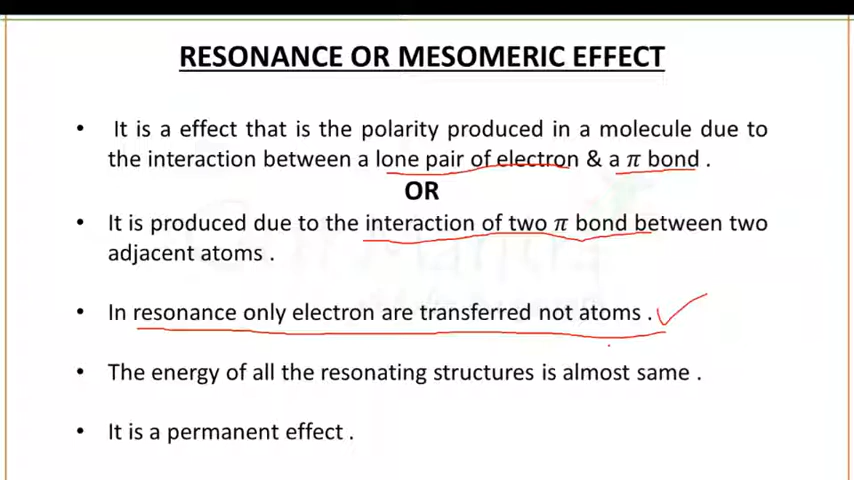 RESONANCE OR MESOMERIC EFFECT
• It is a effect that is the polarity produced in a molecule due to
the interaction between a lone pair of electron & a π bond .
OR
• It is produced due to the interaction of two π bond between two
adjacent atoms .
• In resonance only electron are transferred not atoms .
• The energy of all the resonating structures is almost same .
• It is a permanent effect .